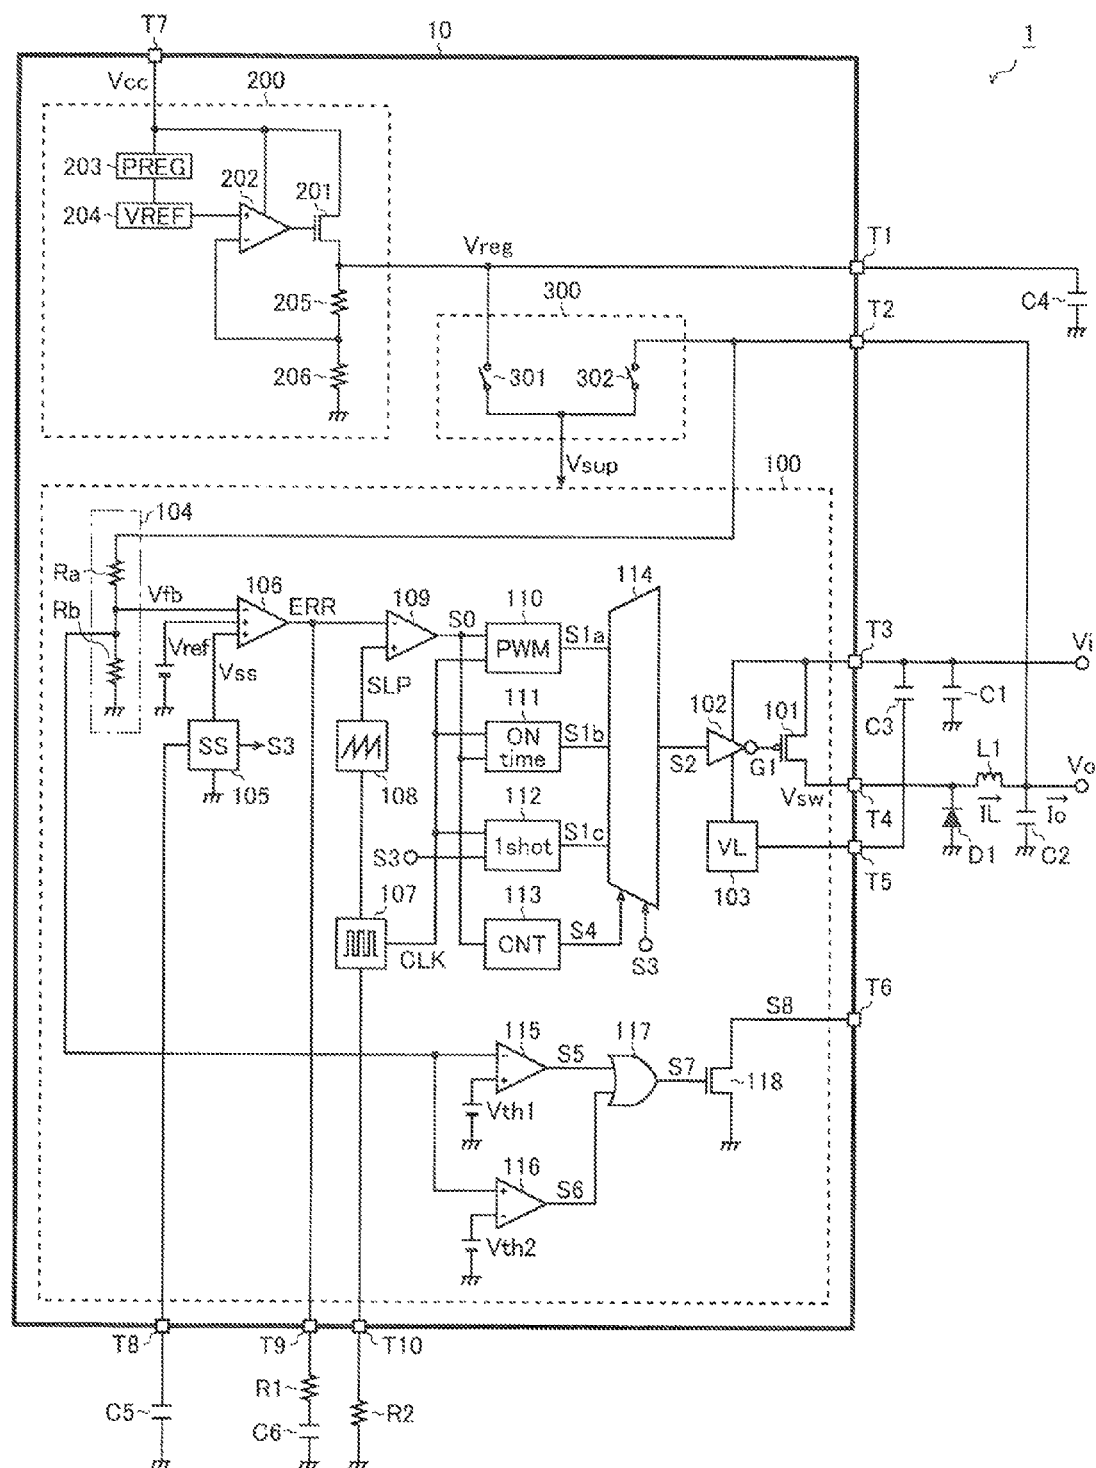 T7
10
1
Vcc
200
203
PREG
202
201
204
VREF
Vreg
T1
205
300
C4
T2
206
301
302
Vsup
100
104
Ra
Vfb
106
ERR
109
S0
110
114
Rb
Vref
PWM
S1a
T3
Vi
Vss
SLP
111
102
101
C3
C1
SS
S3
ON
time
S1b
S2
G1
L1
Vo
105
108
112
Vsw
T4
IL
Io
1shot
S1c
VL
D1
C2
S3
T5
107
113
103
CLK
CNT
S4
S3
T6
S8
115
S5
117
S7
118
Vth1
116
S6
Vth2
T8
T9
T10
R1
C5
C6
R2